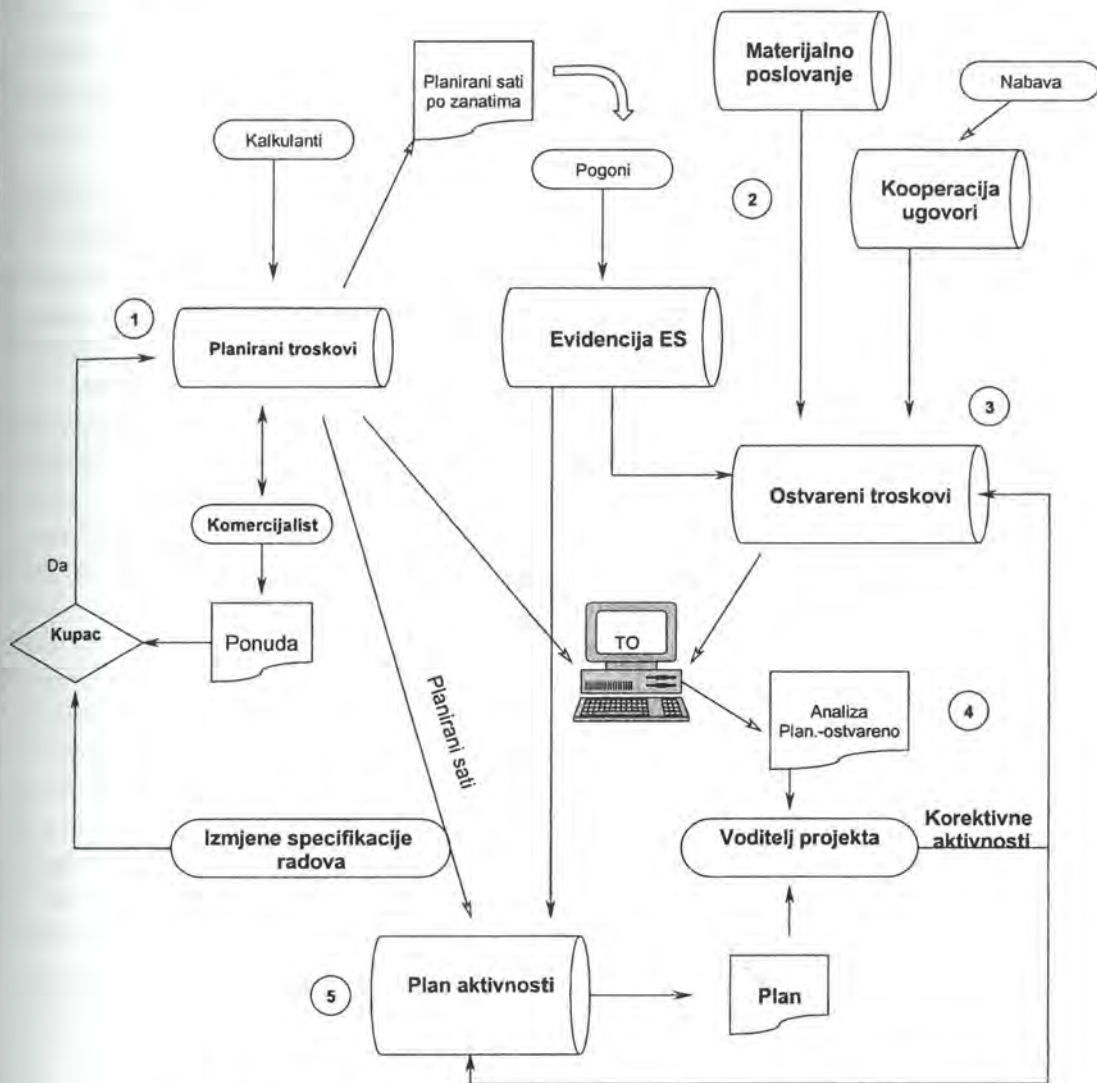 Materijalno
poslovanje
Planirani sati
po zanatima
Nabava
Kalkulanti
Pogoni
Kooperacija
ugovori
2
1
Planirani troskovi
Evidencija ES
3
Ostvareni troskovi
Komercijalist
Da
Kupac
Ponuda
TO
Planirani sati
Analiza
Plan.-ostvareno
4
Izmjene specifikacije
radova
Voditelj projekta
Korektivne
aktivnosti
5
Plan aktivnosti
Plan